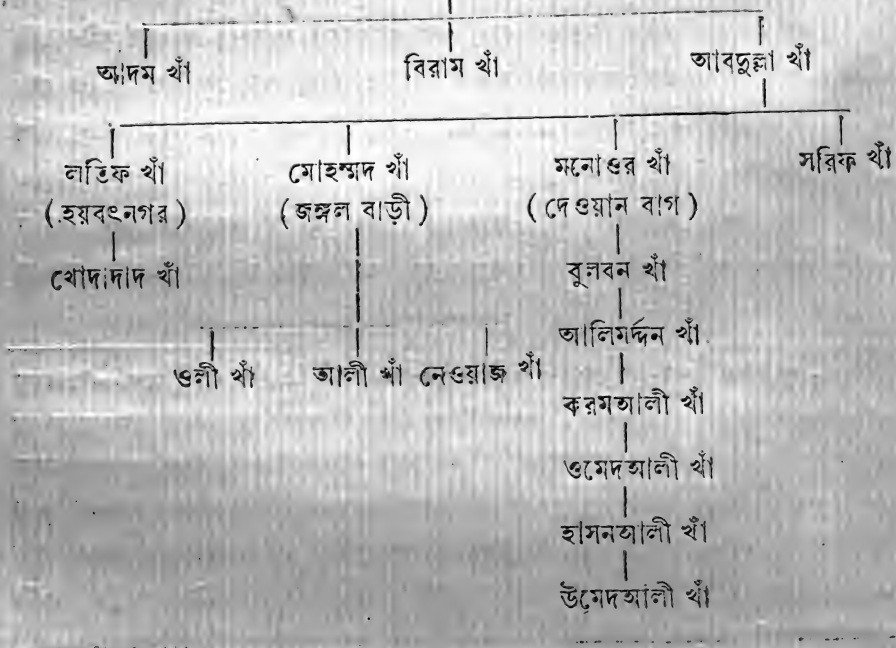 আদম খাঁ বিরাম খাঁ আবদুল্লা খাঁ
লতিফ খাঁ মোহম্মদ খাঁ মনোওর খাঁ সরিফ খাঁ
(হয়বৎনগর) (জঙ্গল বাড়ী) (দেওয়ান বাগ)
খোদাদাদ খাঁ বুলবন খাঁ
আলিমর্দ্দন খাঁ
ওলী খাঁ আলী খাঁ নেওয়াজ খাঁ
করমআলী খাঁ
ওমেদআলী খাঁ
হাসনআলী খাঁ
উমেদআলী খাঁ